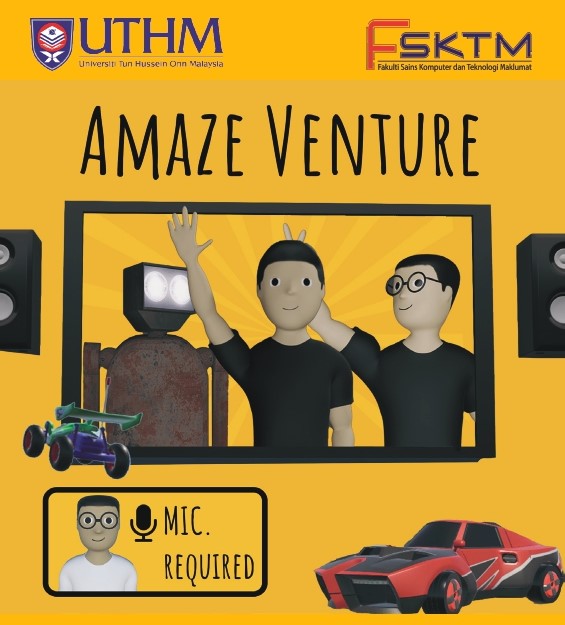 UTHM
Universiti Tun Hussein Onn Malaysia
FSKTM
Fakulti Sains Komputer dan Teknologi Maklumat
AMAZE VENTURE
MIC.
REQUIRED